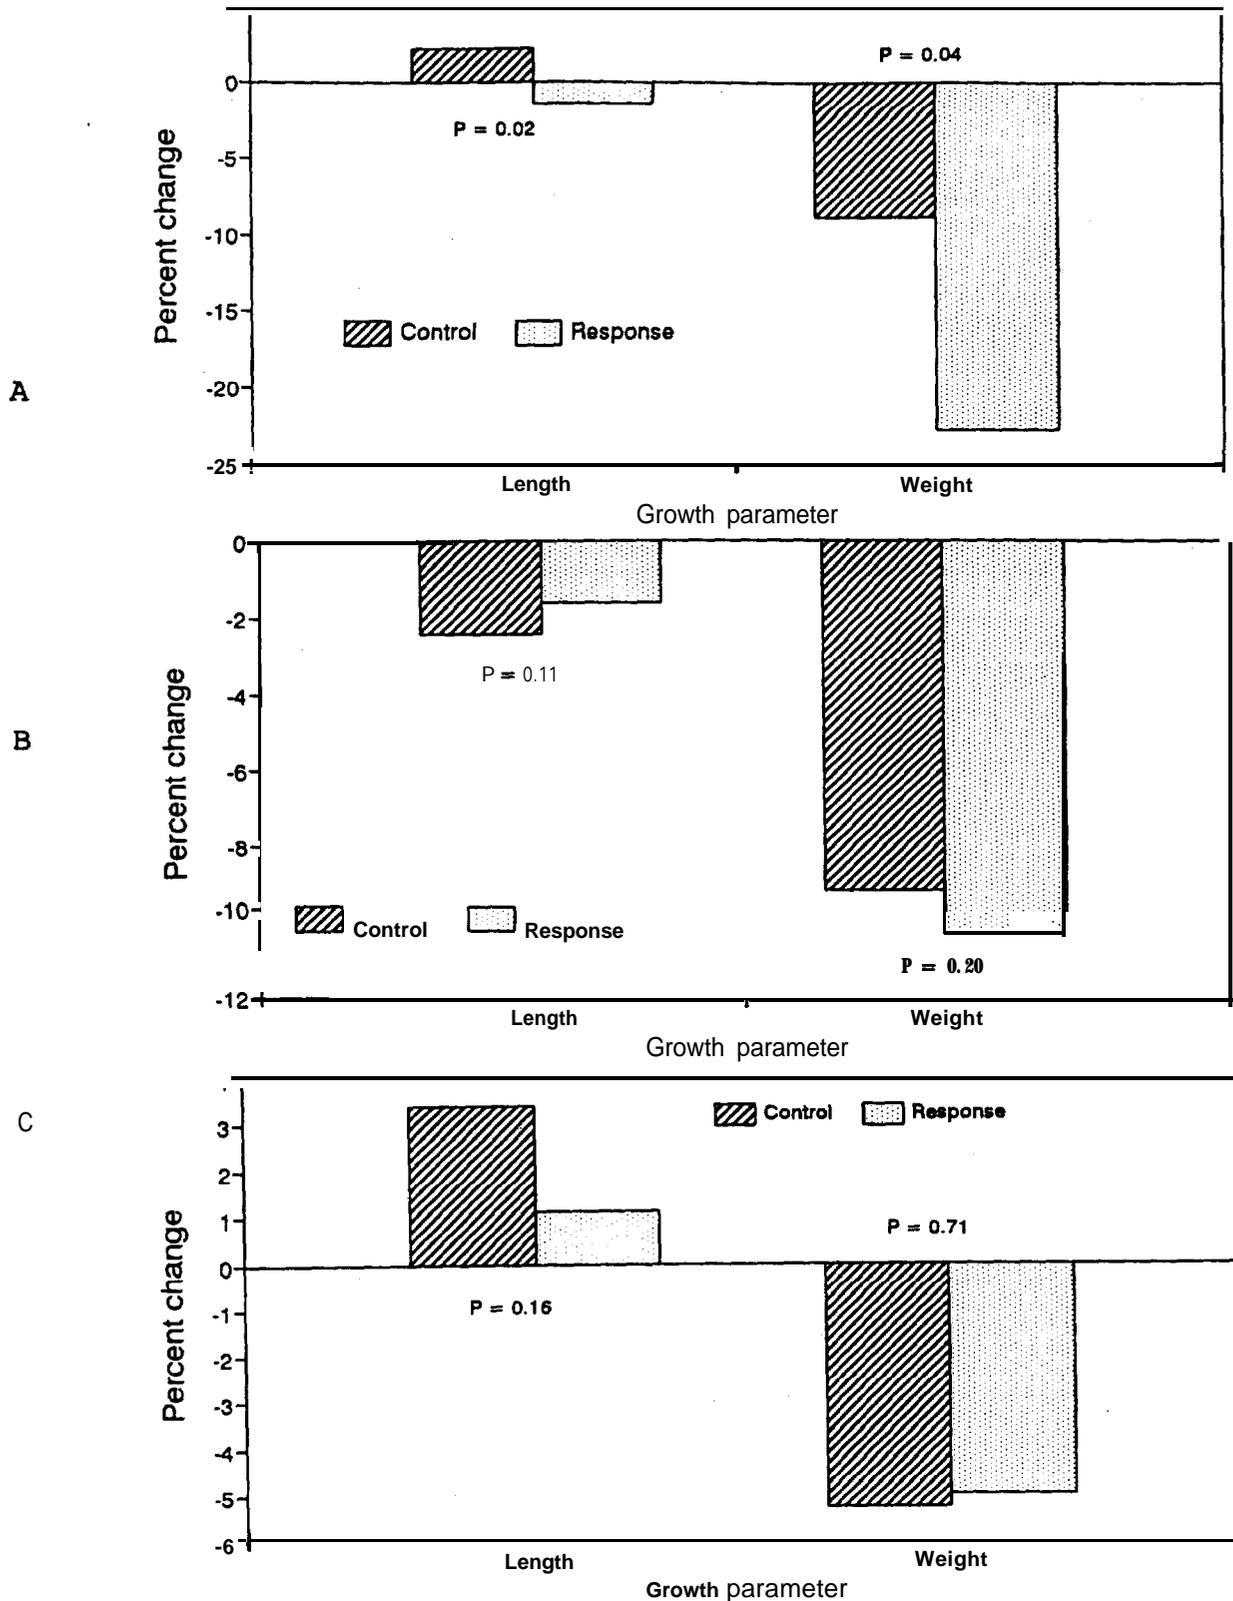 P = 0.04
0
P = 0.02
-5
-10
-15
Control Response
-20
-25
Length Weight
Growth parameter
Percent change
A
0
-2
P = 0.11
-4
-6
-8
-10
Control Response
P = 0.20
-12
Length Weight
Growth parameter
Percent change
B
C
Control Response
3
2
1
P = 0.71
0
P = 0.16
-1
-2
-3
-4
-5
-6
Length Weight
Growth parameter
Percent change